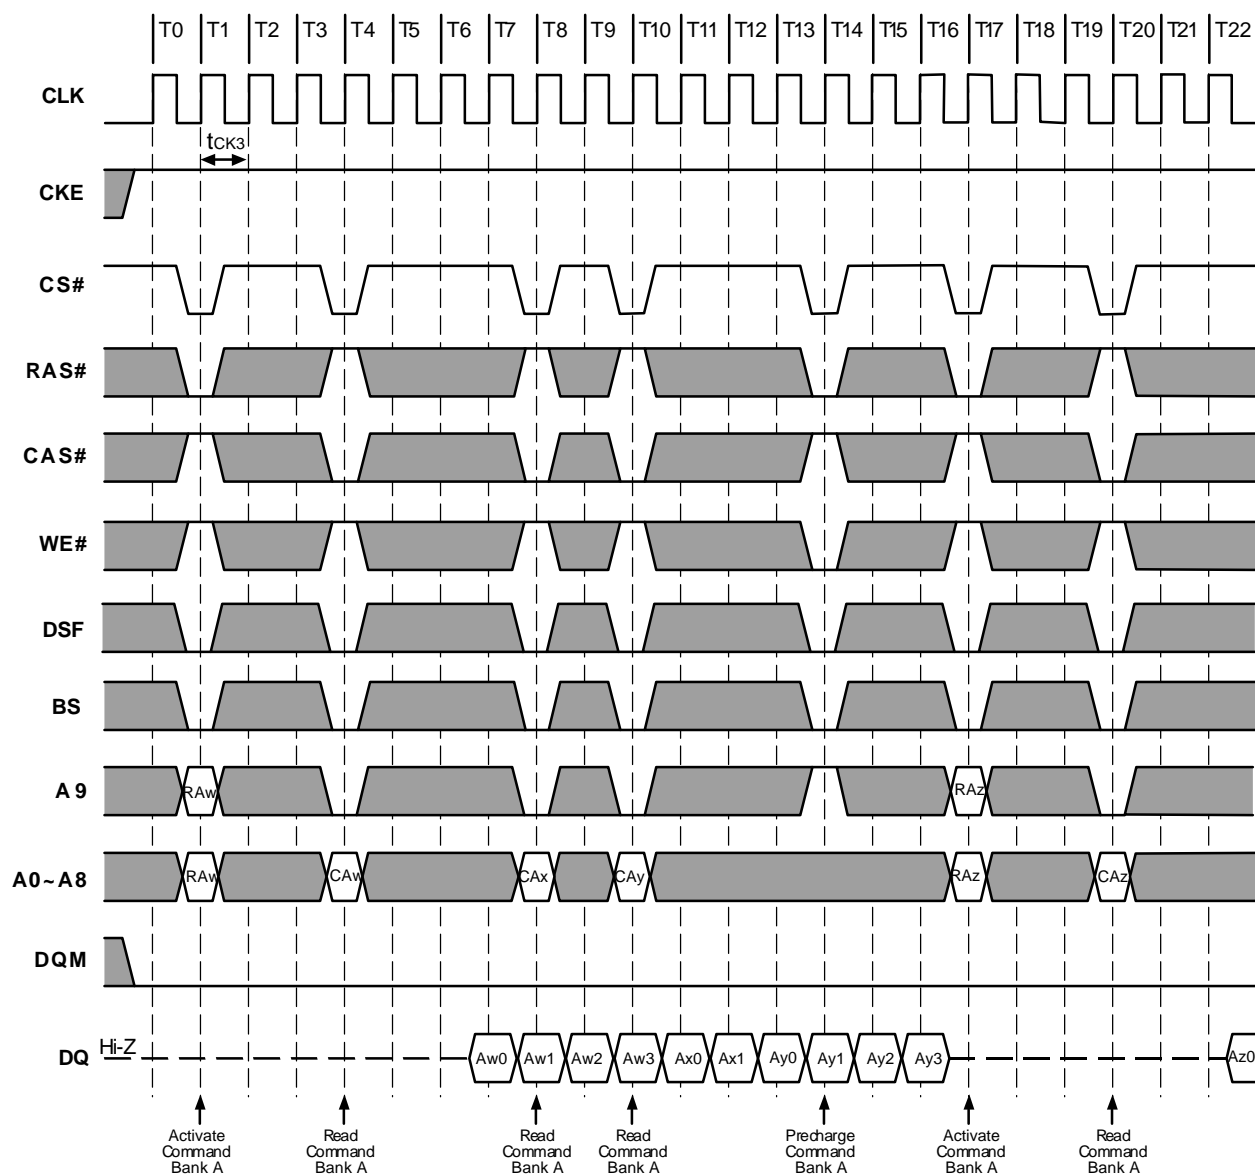 T0 T1 T2 T3 T4 T5 T6 T7 T8 T9 T10 T11 T12 T13 T14 T15 T16 T17 T18 T19 T20 T21 T22
CLK
tCK3
CKE
CS#
RAS#
CAS#
WE#
DSF
BS
A9 RAw RAz
A0~A8 RAw CAw CAx CAy RAz CAz
DQM
DQ Hi-Z Aw0 Aw1 Aw2 Aw3 Ax0 Ax1 Ay0 Ay1 Ay2 Ay3 Az0
Activate
Command
Bank A
Read
Command
Bank A
Read
Command
Bank A
Read
Command
Bank A
Precharge
Command
Bank A
Activate
Command
Bank A
Read
Command
Bank A